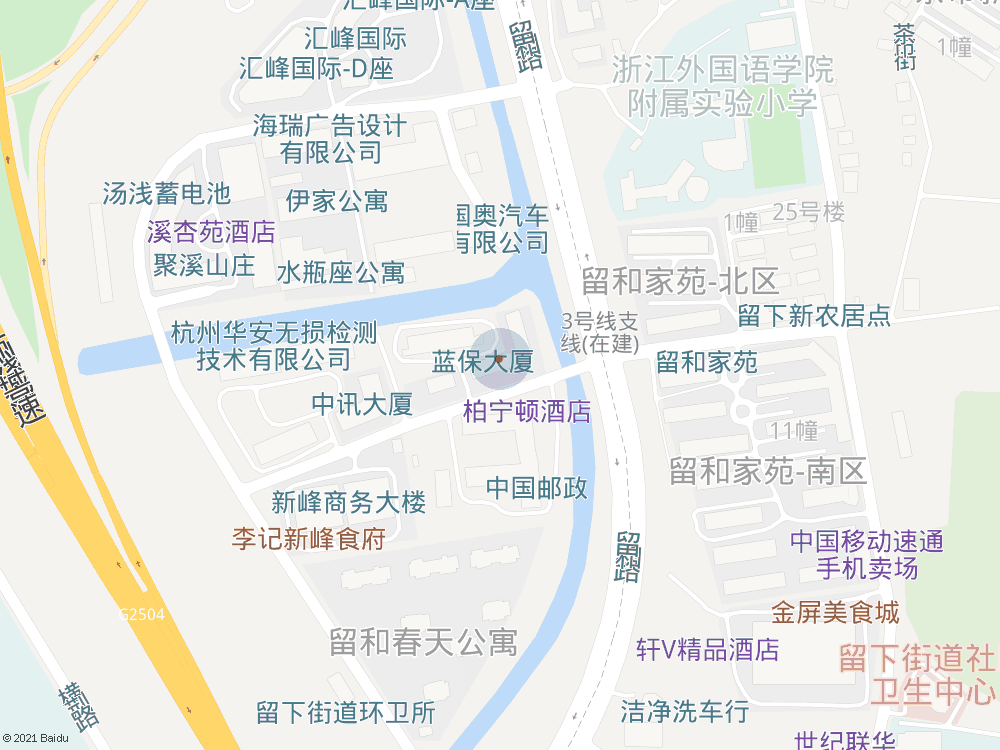 汇峰国际-A座
汇峰国际
汇峰国际-D座
留和路
浙江外国语学院
附属实验小学
茶市街
1幢
海瑞广告设计
有限公司
汤浅蓄电池
伊家公寓
溪杏苑酒店
聚溪山庄
水瓶座公寓
国奥汽车
有限公司
1幢
25号楼
留和家苑-北区
3号线支
线(在建)
留下新农居点
杭州华安无损检测
技术有限公司
蓝保大厦
留和家苑
中讯大厦
柏宁顿酒店
11幢
留和家苑-南区
新峰商务大楼
中国邮政
李记新峰食府
留和路
中国移动速通
手机卖场
G2504
金屏美食城
留和春天公寓
轩V精品酒店
留下街道社
卫生中心
横一路
留下街道环卫所
洁净洗车行
世纪联华
© 2021 Baidu